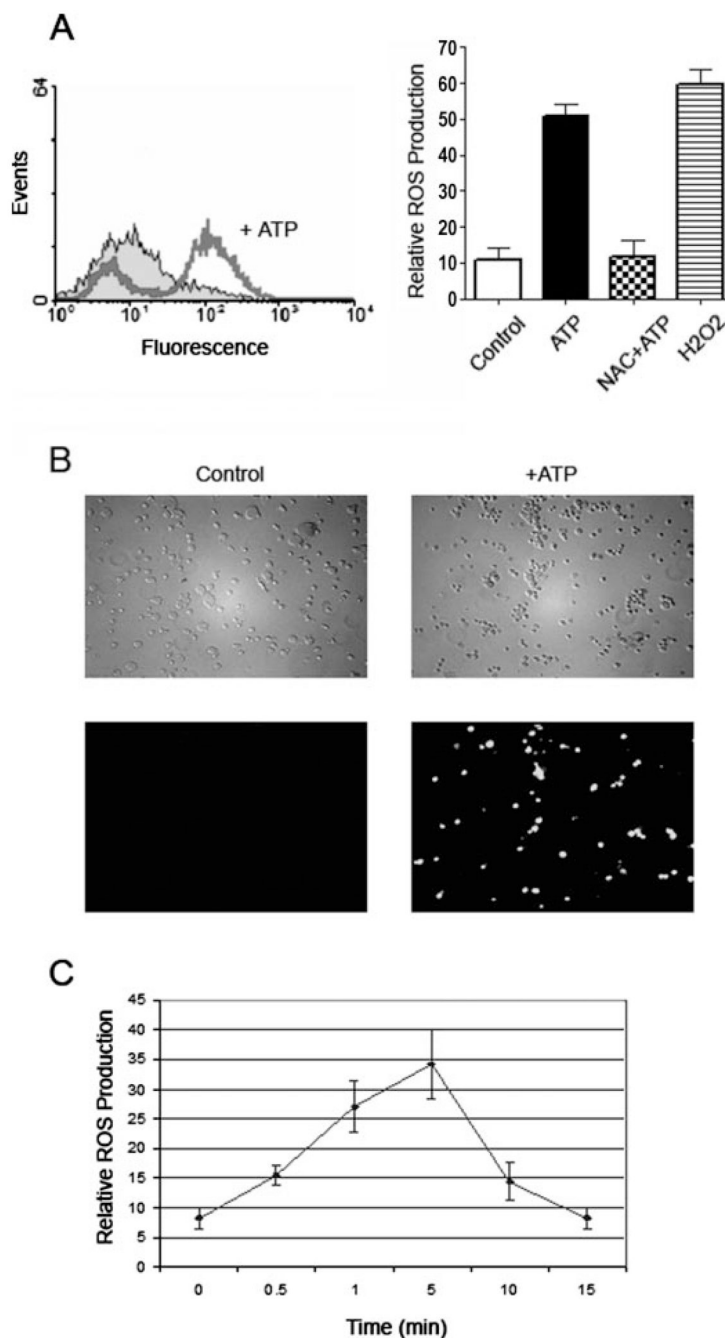 A
64
Events
0
+ ATP
10^0 10^1 10^2 10^3 10^4
Fluorescence
Relative ROS Production
70
60
50
40
30
20
10
0
Control
ATP
NAC+ATP
H2O2
B
Control +ATP
C
Relative ROS Production
45
40
35
30
25
20
15
10
5
0
0 0.5 1 5 10 15
Time (min)